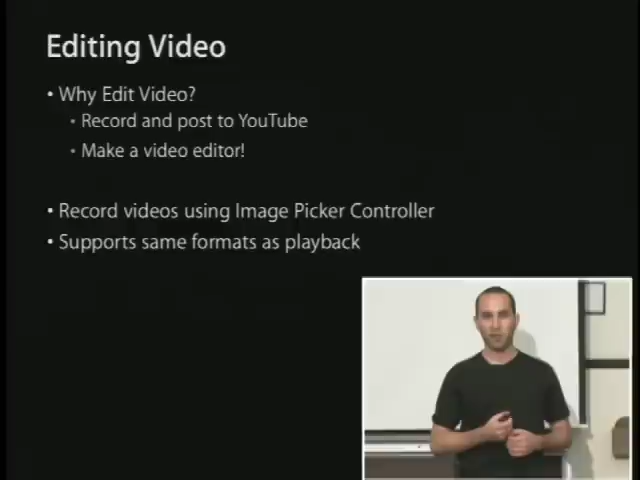 Editing Video
• Why Edit Video?
• Record and post to YouTube
• Make a video editor!
• Record videos using Image Picker Controller
• Supports same formats as playback